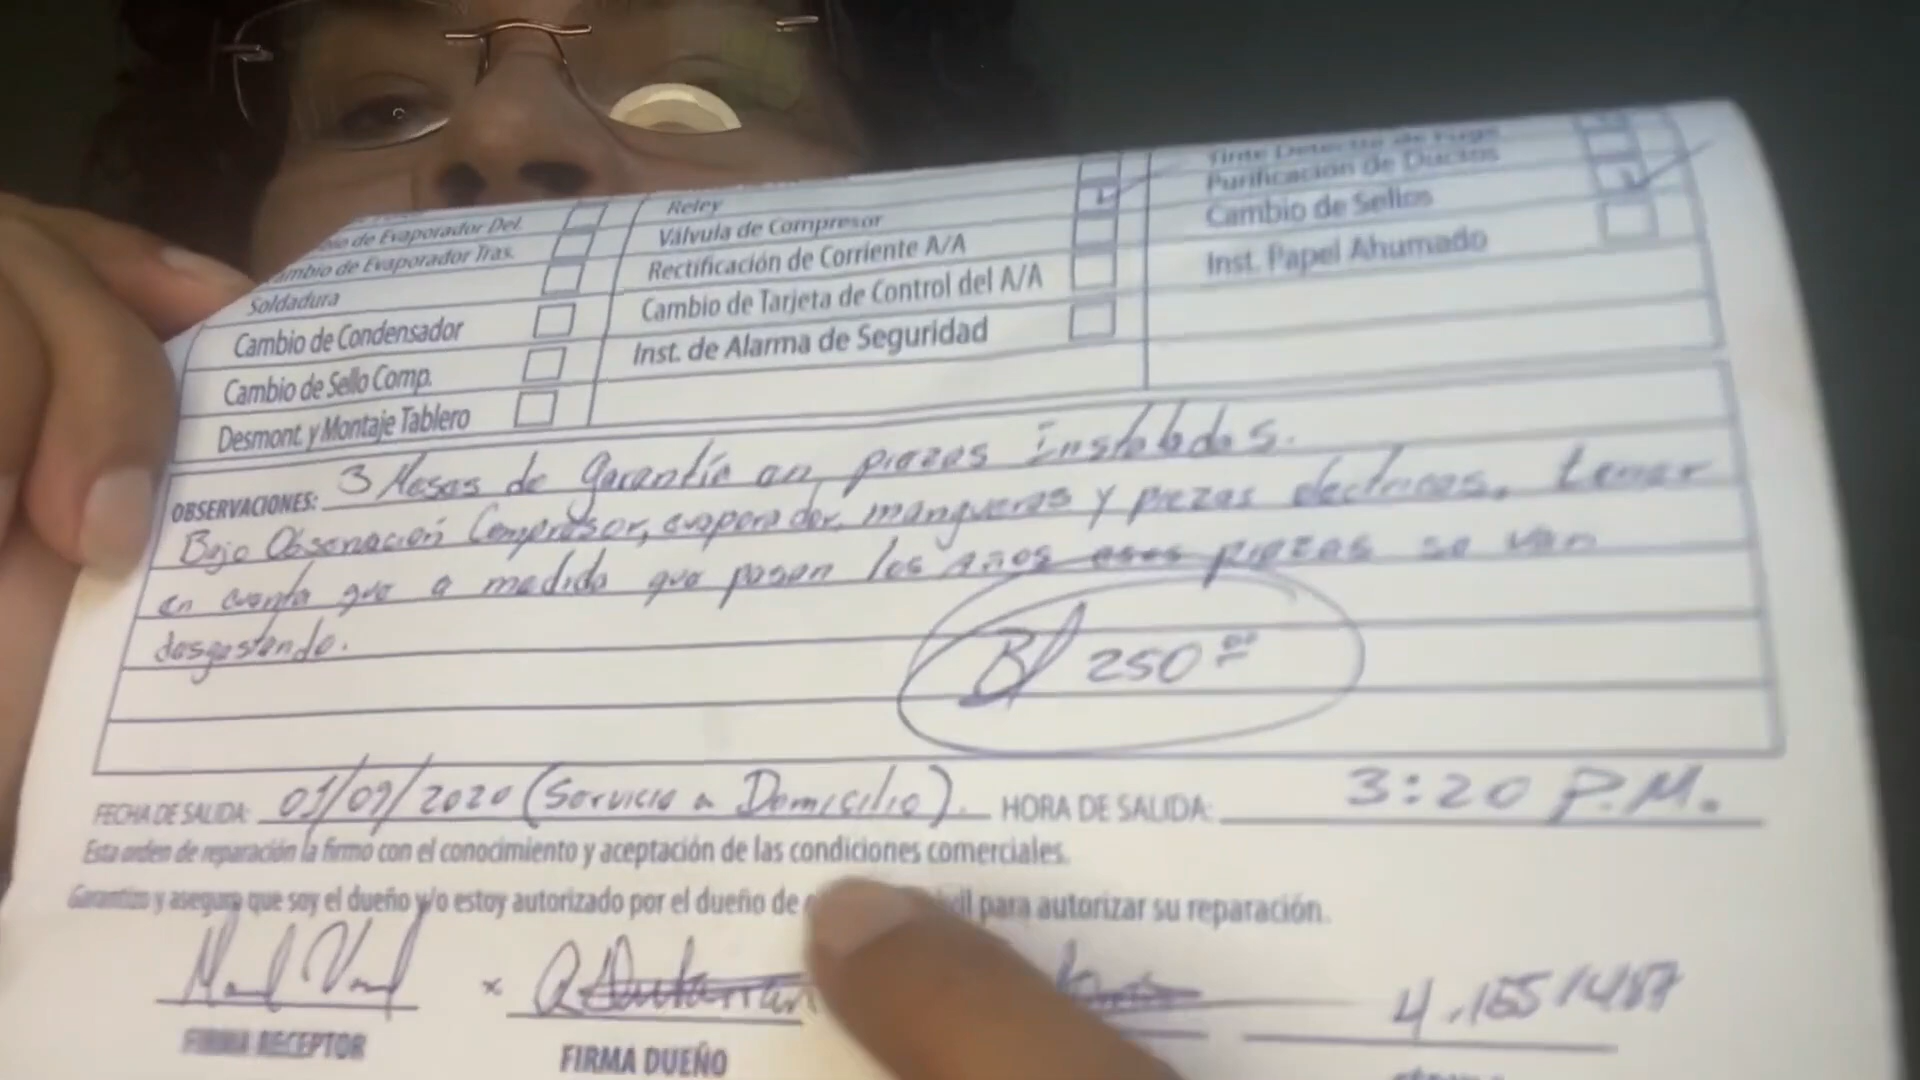 Cambio de Evaporador Del.
Cambio de Evaporador Tras.
Soldadura
Cambio de Condensador
Cambio de Sello Comp.
Desmont. y Montaje Tablero
Reley
Válvula de Compresor
Rectificación de Corriente A/A
Cambio de Tarjeta de Control del A/A
Inst. de Alarma de Seguridad
Tinte Detector de Fuga
Purificación de Ductos
Cambio de Sellos
Inst. Papel Ahumado
OBSERVACIONES: 3 Meses de Garantía en piezas Instaladas.
Bajo Observación Compresor, evaporador, mangueras y piezas electricas, tomar
en cuenta que a medida que pasan los años esas piezas se van
desgastando.
B/ 250.00
FECHA DE SALIDA: 01/09/2020 (Servicio a Domicilio). HORA DE SALIDA: 3:20 P.M.
Esta orden de reparación la firmo con el conocimiento y aceptación de las condiciones comerciales.
Garantizo y aseguro que soy el dueño y/o estoy autorizado por el dueño de para autorizar su reparación.
x
FIRMA RECEPTOR
FIRMA DUEÑO